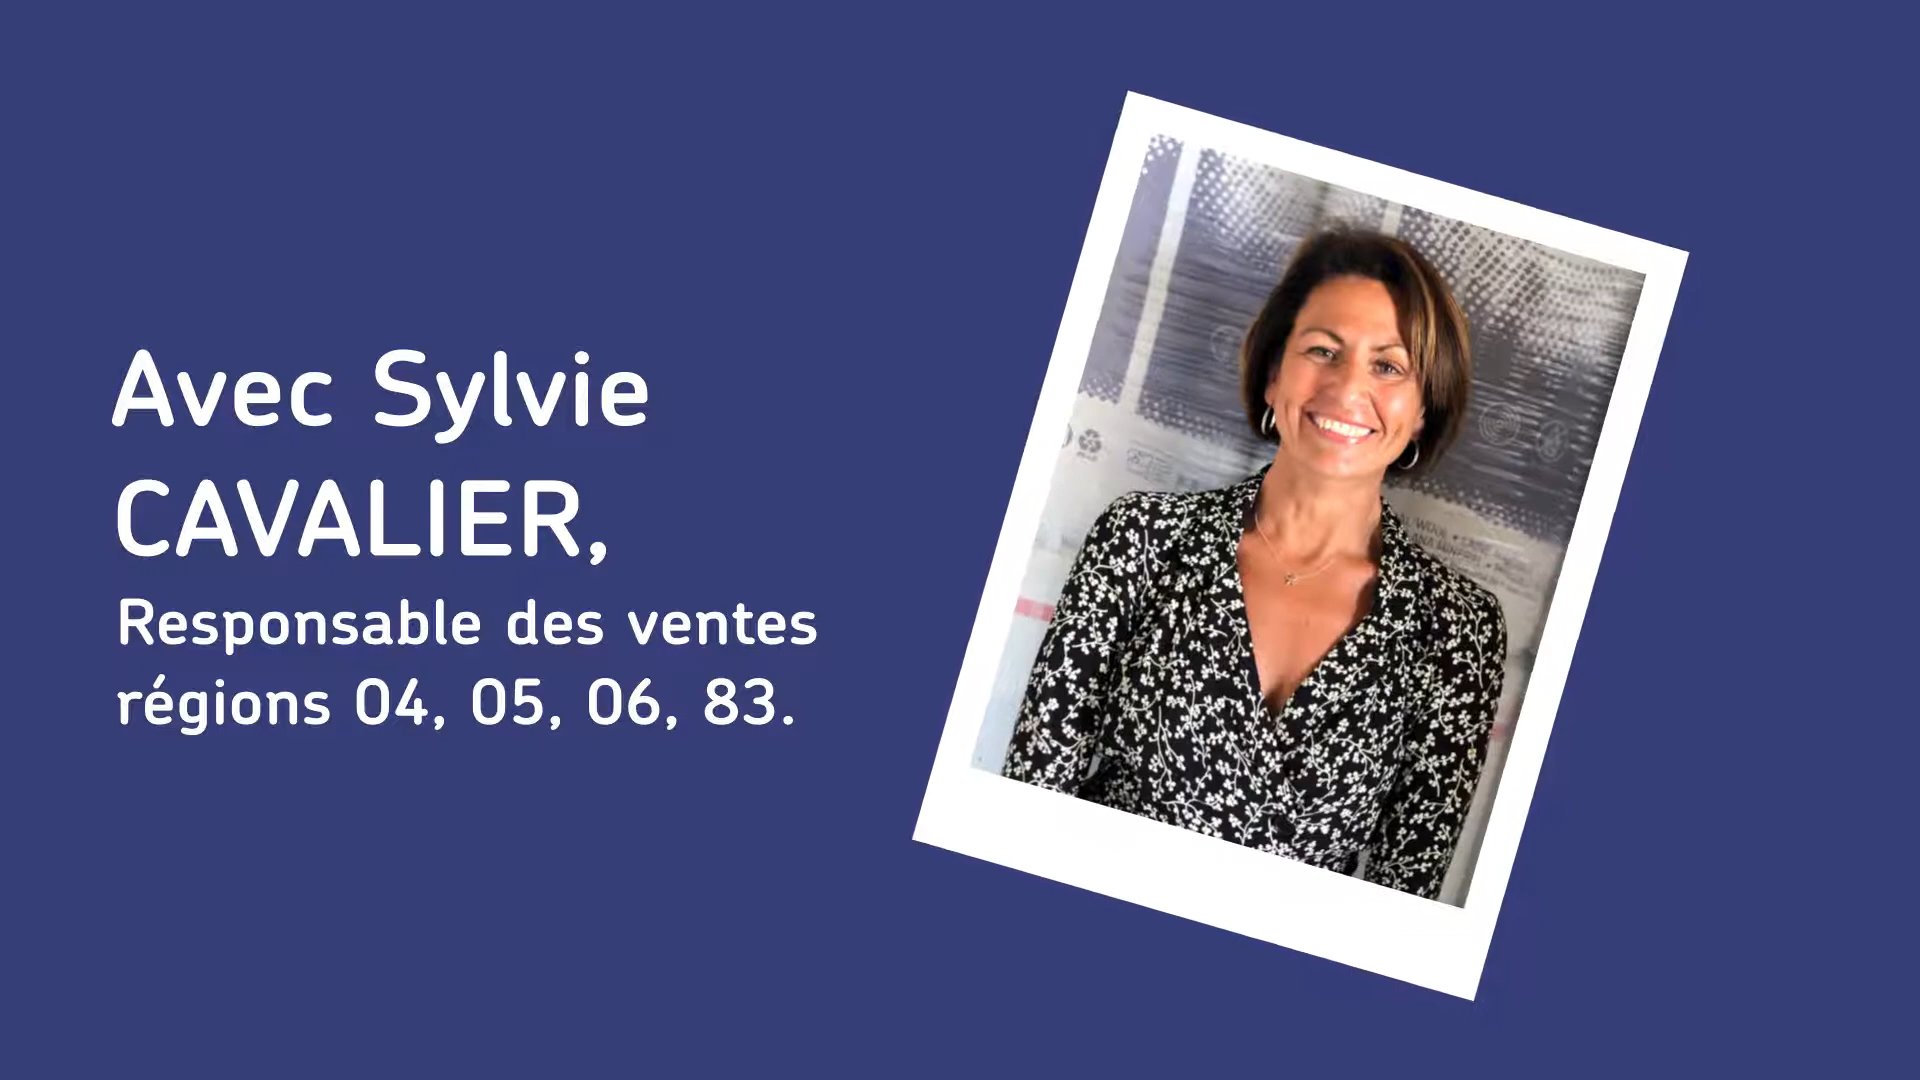 Avec Sylvie
CAVALIER,
Responsable des ventes
régions 04, 05, 06, 83.